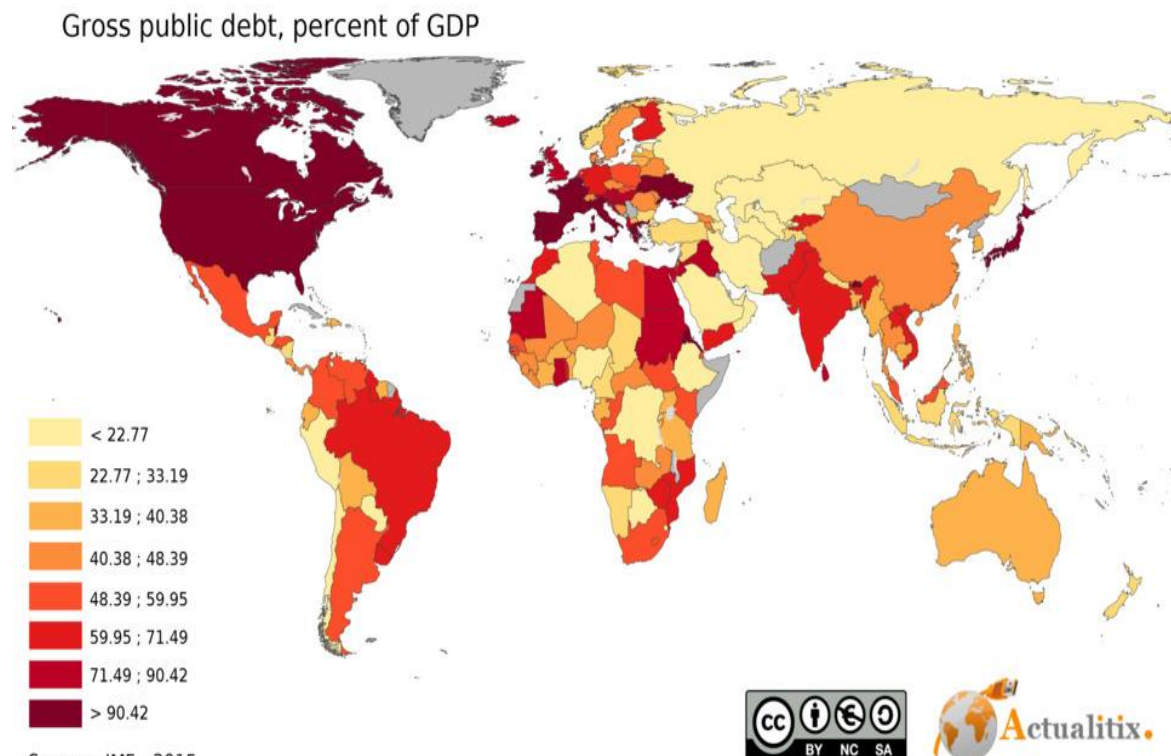 Gross public debt, percent of GDP
< 22.77
22.77 ; 33.19
33.19 ; 40.38
40.38 ; 48.39
48.39 ; 59.95
59.95 ; 71.49
71.49 ; 90.42
> 90.42
cc
BY NC SA
Actualitix.